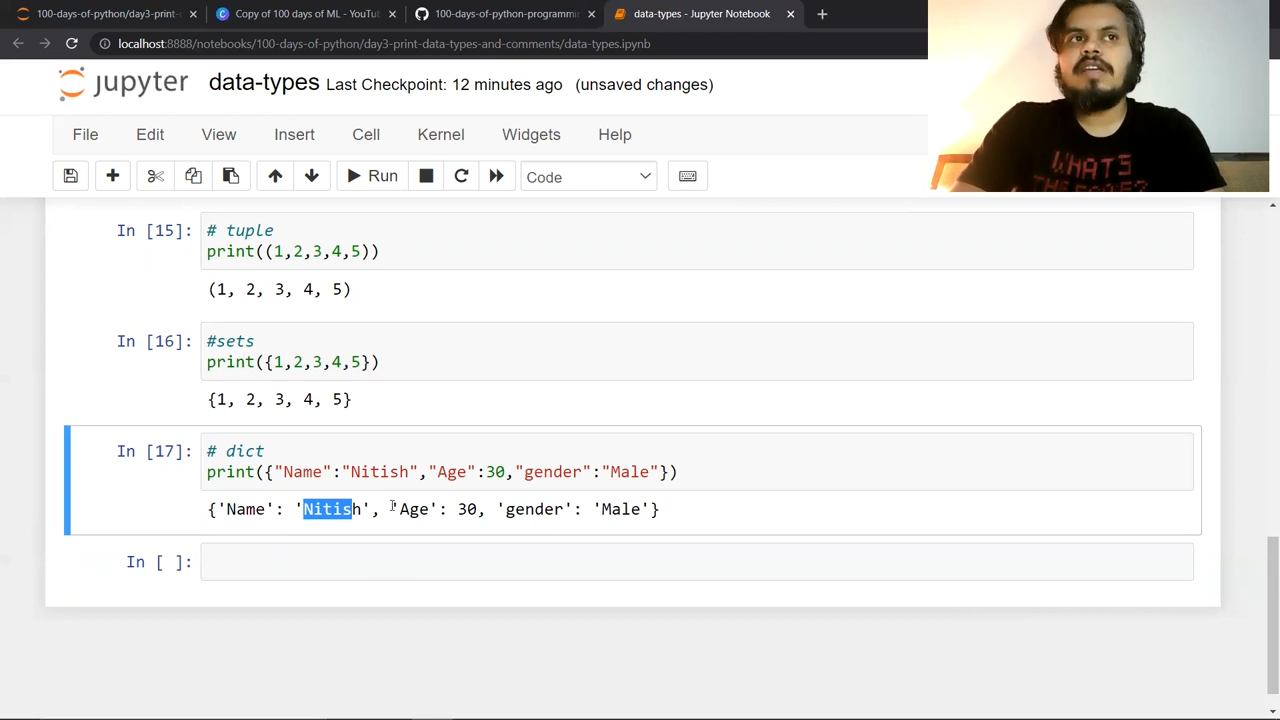 100-days-of-python/day3-print-
Copy of 100 days of ML - YouTu
100-days-of-python-programmin
data-types - Jupyter Notebook
localhost:8888/notebooks/100-days-of-python/day3-print-data-types-and-comments/data-types.ipynb
jupyter data-types Last Checkpoint: 12 minutes ago (unsaved changes)
File Edit View Insert Cell Kernel Widgets Help
Run Code
WHATS
In [15]: # tuple
print((1,2,3,4,5))
(1, 2, 3, 4, 5)
In [16]: #sets
print({1,2,3,4,5})
{1, 2, 3, 4, 5}
In [17]: # dict
print({"Name":"Nitish","Age":30,"gender":"Male"})
{'Name': 'Nitish', 'Age': 30, 'gender': 'Male'}
In [ ]: